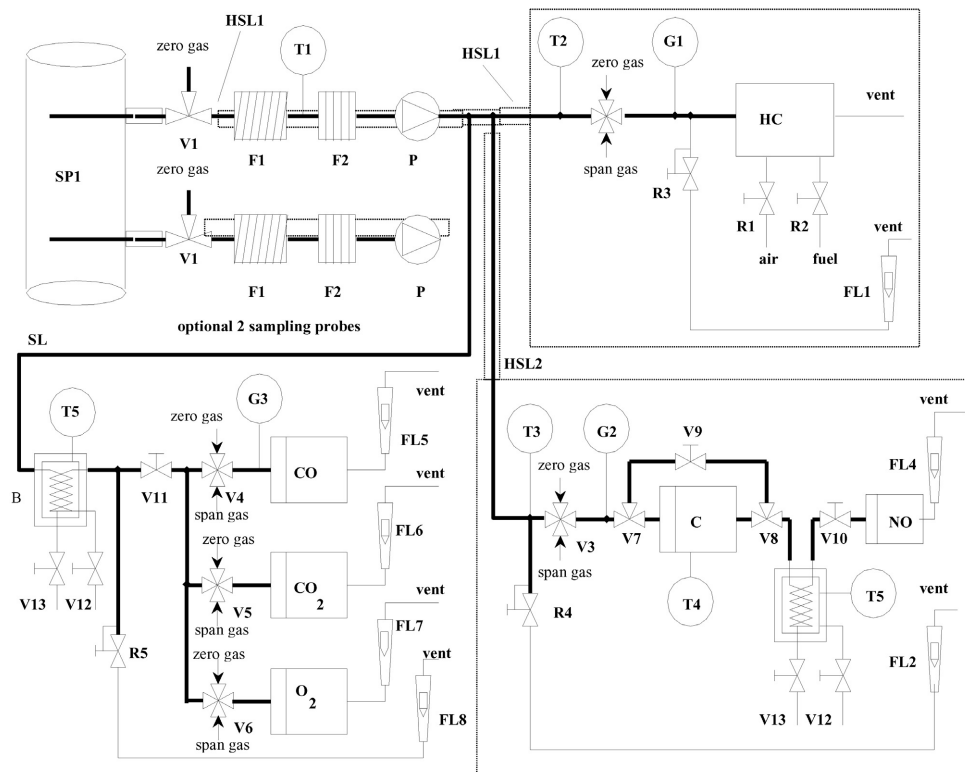 HSL1
zero gas
T1
V1
F1
F2
P
SP1
zero gas
V1
F1
F2
P
optional 2 sampling probes
HSL1
T2
zero gas
span gas
G1
HC
vent
R3
R1
R2
air
fuel
vent
FL1
SL
HSL2
T5
B
V13
V12
V11
R5
zero gas
G3
V4
span gas
CO
vent
FL5
zero gas
V5
span gas
CO
2
vent
FL6
zero gas
V6
span gas
O
2
vent
FL7
vent
FL8
T3
zero gas
V3
span gas
G2
V7
V9
C
V8
T4
R4
V10
NO
vent
FL4
T5
V13
V12
vent
FL2